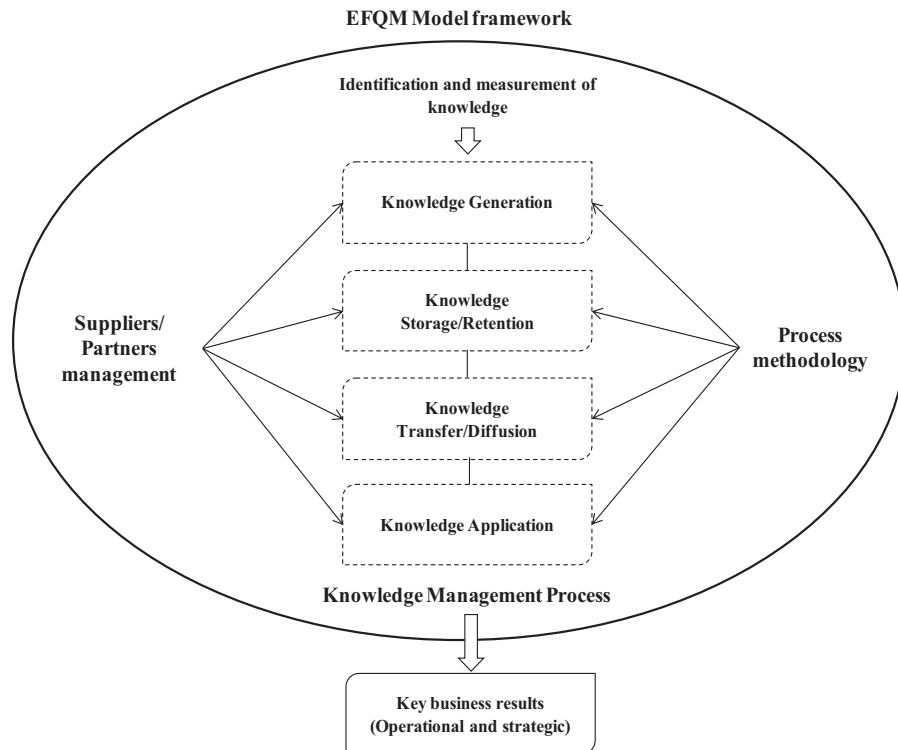 EFQM Model framework
Identification and measurement of
knowledge
Knowledge Generation
Knowledge
Storage/Retention
Suppliers/
Partners
management
Process
methodology
Knowledge
Transfer/Diffusion
Knowledge Application
Knowledge Management Process
Key business results
(Operational and strategic)